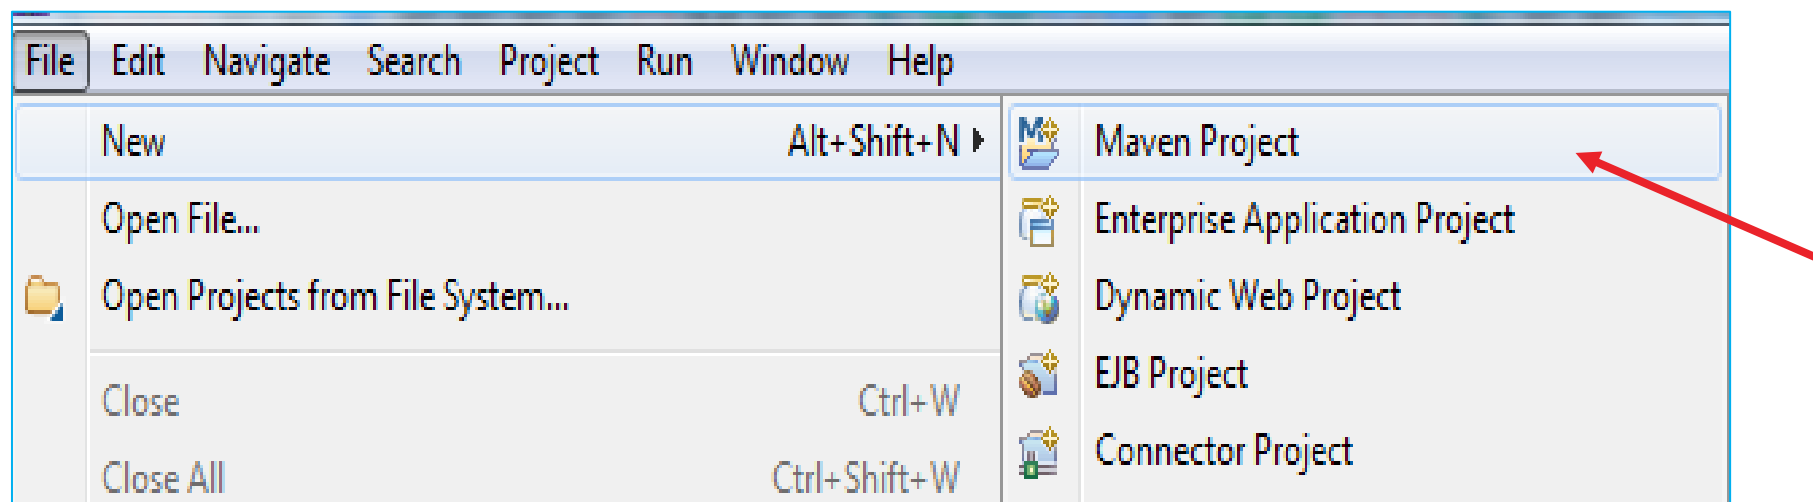 File Edit Navigate Search Project Run Window Help
New Alt+Shift+N
Open File...
Open Projects from File System...
Close Ctrl+W
Close All Ctrl+Shift+W
Maven Project
Enterprise Application Project
Dynamic Web Project
EJB Project
Connector Project